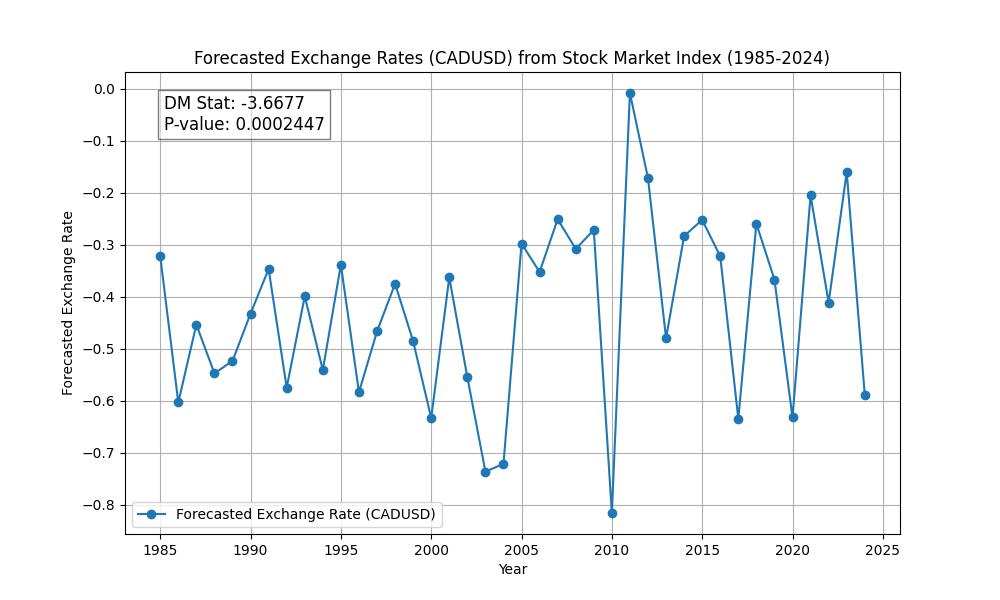 Forecasted Exchange Rates (CADUSD) from Stock Market Index (1985-2024)
DM Stat: -3.6677
P-value: 0.0002447
Forecasted Exchange Rate
0.0
−0.1
−0.2
−0.3
−0.4
−0.5
−0.6
−0.7
−0.8
Forecasted Exchange Rate (CADUSD)
1985 1990 1995 2000 2005 2010 2015 2020 2025
Year